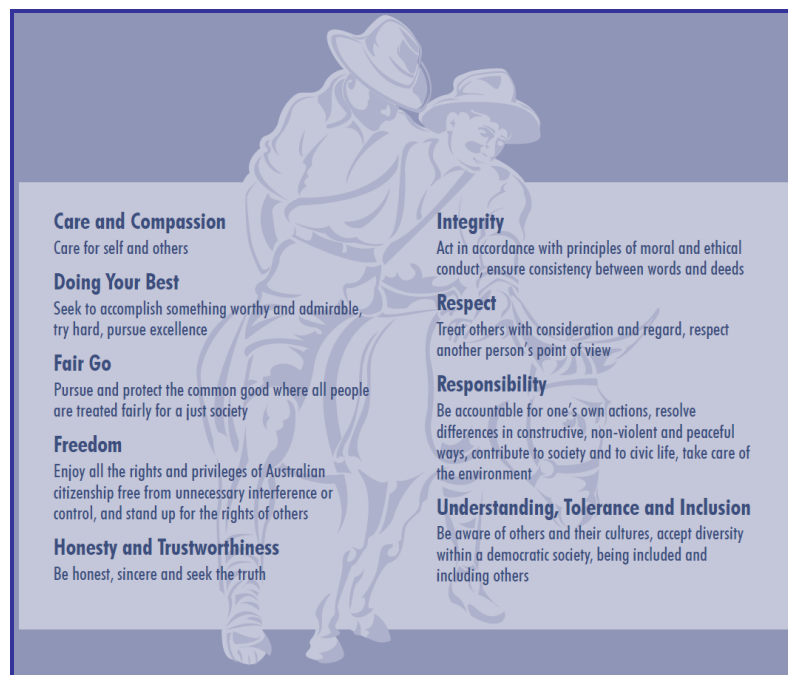 Care and Compassion
Care for self and others
Doing Your Best
Seek to accomplish something worthy and admirable,
try hard, pursue excellence
Fair Go
Pursue and protect the common good where all people
are treated fairly for a just society
Freedom
Enjoy all the rights and privileges of Australian
citizenship free from unnecessary interference or
control, and stand up for the rights of others
Honesty and Trustworthiness
Be honest, sincere and seek the truth
Integrity
Act in accordance with principles of moral and ethical
conduct, ensure consistency between words and deeds
Respect
Treat others with consideration and regard, respect
another person's point of view
Responsibility
Be accountable for one's own actions, resolve
differences in constructive, non-violent and peaceful
ways, contribute to society and to civic life, take care of
the environment
Understanding, Tolerance and Inclusion
Be aware of others and their cultures, accept diversity
within a democratic society, being included and
including others